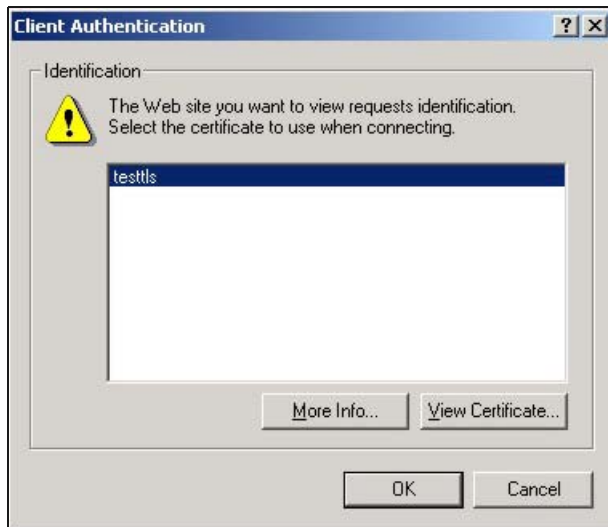 Client Authentication
Identification
The Web site you want to view requests identification.
Select the certificate to use when connecting.
testtls
More Info...
View Certificate...
OK
Cancel